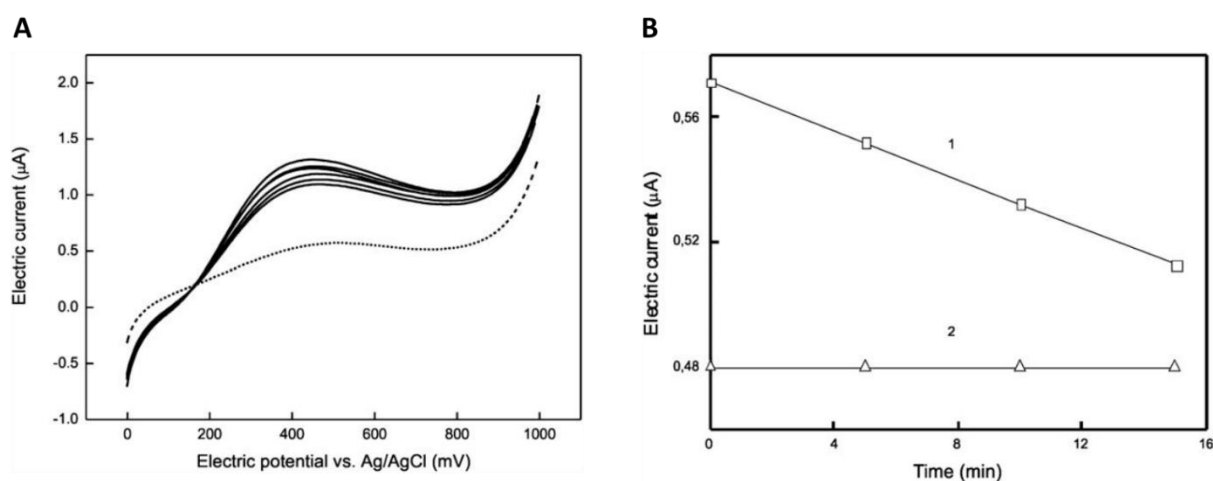 A
2.0
1.5
1.0
0.5
0.0
-0.5
-1.0
0 200 400 600 800 1000
Electric current (μA)
Electric potential vs. Ag/AgCl (mV)
B
0,56
0,52
0,48
1
2
0 4 8 12 16
Electric current (μA)
Time (min)